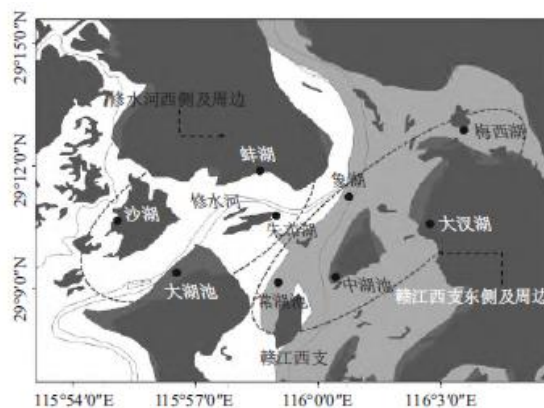 29°15'0"N
修水河西侧及周边
梅西湖
29°12'0"N
蚌湖
象湖
修水河
沙湖
朱市湖
大汊湖
29°9'0"N
大湖池
常湖池
中湖池
赣江西支东侧及周边
赣江西支
115°54'0"E
115°57'0"E
116°0'0"E
116°3'0"E